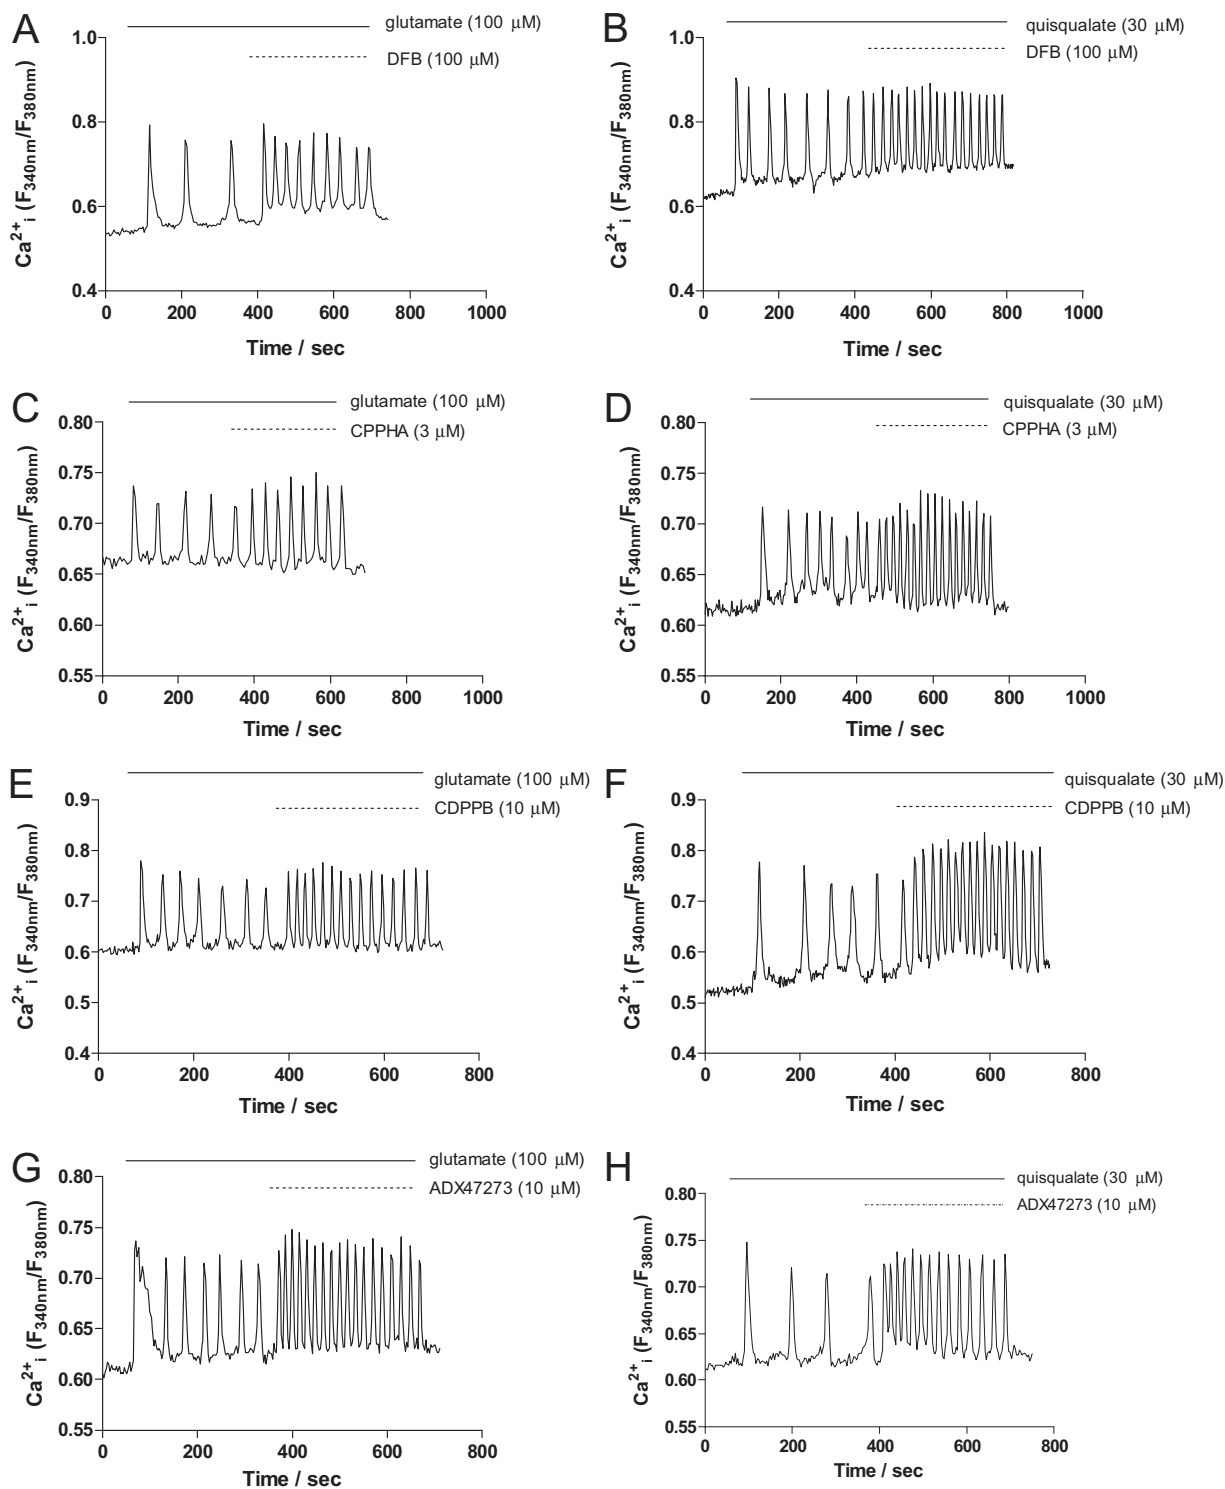 A
glutamate (100 μM)
DFB (100 μM)
1.0
0.8
0.6
0.4
Ca2+i (F340nm/F380nm)
0 200 400 600 800 1000
Time / sec
B
quisqualate (30 μM)
DFB (100 μM)
1.0
0.8
0.6
0.4
Ca2+i (F340nm/F380nm)
0 200 400 600 800 1000
Time / sec
C
glutamate (100 μM)
CPPHA (3 μM)
0.80
0.75
0.70
0.65
0.60
0.55
Ca2+i (F340nm/F380nm)
0 200 400 600 800 1000
Time / sec
D
quisqualate (30 μM)
CPPHA (3 μM)
0.80
0.75
0.70
0.65
0.60
0.55
Ca2+i (F340nm/F380nm)
0 200 400 600 800 1000
Time / sec
E
glutamate (100 μM)
CDPPB (10 μM)
0.9
0.8
0.7
0.6
0.5
0.4
Ca2+i (F340nm/F380nm)
0 200 400 600 800
Time / sec
F
quisqualate (30 μM)
CDPPB (10 μM)
0.9
0.8
0.7
0.6
0.5
0.4
Ca2+i (F340nm/F380nm)
0 200 400 600 800
Time / sec
G
glutamate (100 μM)
ADX47273 (10 μM)
0.80
0.75
0.70
0.65
0.60
0.55
Ca2+i (F340nm/F380nm)
0 200 400 600 800
Time / sec
H
quisqualate (30 μM)
ADX47273 (10 μM)
0.80
0.75
0.70
0.65
0.60
0.55
Ca2+i (F340nm/F380nm)
0 200 400 600 800
Time / sec